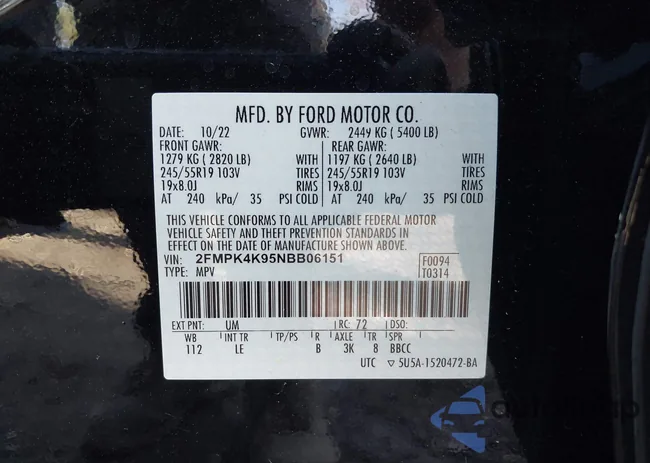 MFD. BY FORD MOTOR CO.
DATE: 10/22 GVWR: 2449 KG ( 5400 LB)
FRONT GAWR: REAR GAWR:
1279 KG ( 2820 LB) WITH 1197 KG ( 2640 LB) WITH
245/55R19 103V TIRES 245/55R19 103V TIRES
19x8.0J RIMS 19x8.0J RIMS
AT 240 kPa/ 35 PSI COLD AT 240 kPa/ 35 PSI COLD
THIS VEHICLE CONFORMS TO ALL APPLICABLE FEDERAL MOTOR
VEHICLE SAFETY AND THEFT PREVENTION STANDARDS IN
EFFECT ON THE DATE OF MANUFACTURE SHOWN ABOVE.
VIN: 2FMPK4K95NBB06151 F0094
TYPE: MPV T0314
EXT PNT: UM RC: 72 DSO:
WB INT TR TP/PS R AXLE TR SPR
112 LE B 3K 8 BBCC
UTC ▽ 5U5A-1520472-BA